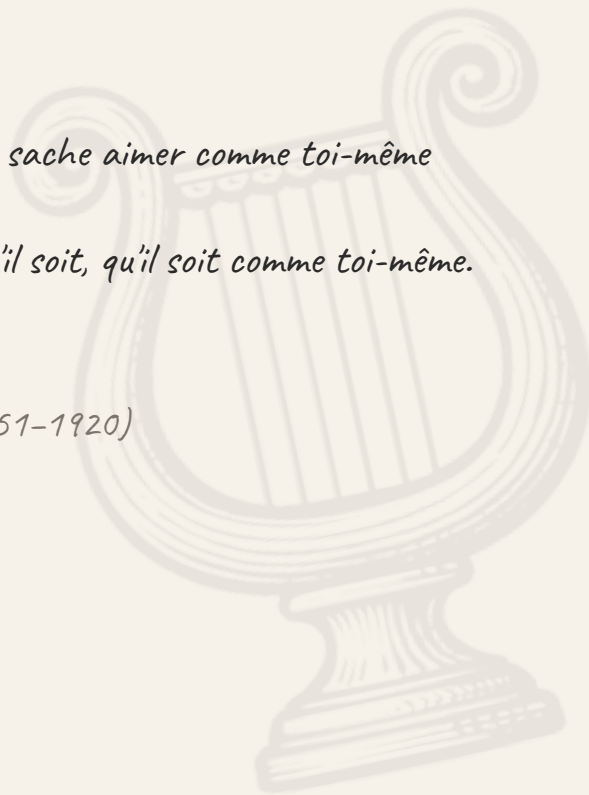 sache aimer comme toi-même
'il soit, qu'il soit comme toi-même.
51–1920)